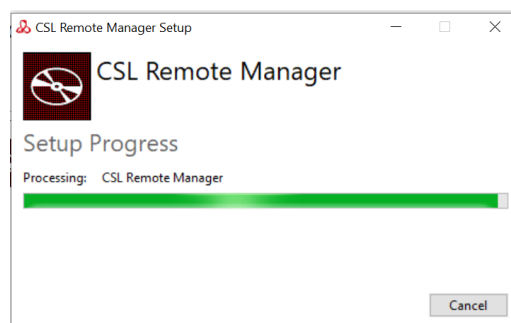 CSL Remote Manager Setup
CSL Remote Manager
Setup Progress
Processing: CSL Remote Manager
Cancel